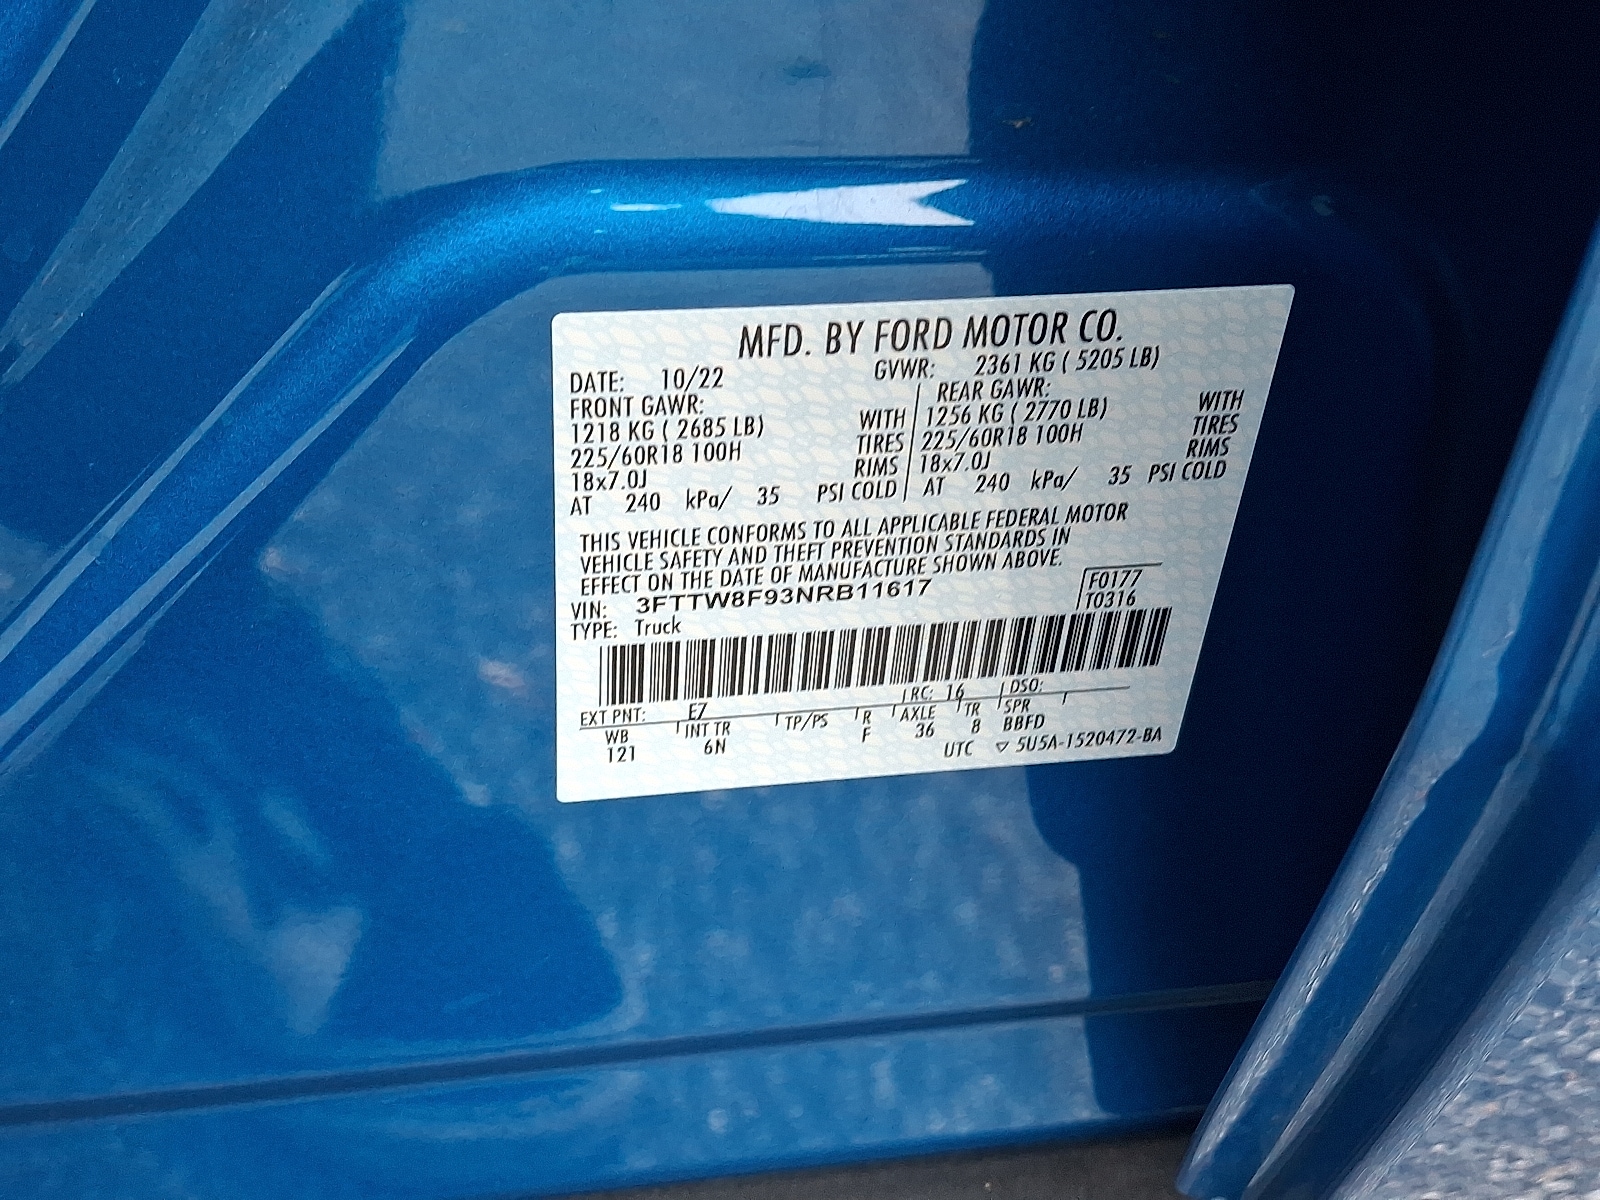 MFD. BY FORD MOTOR CO.
DATE: 10/22 GVWR: 2361 KG ( 5205 LB)
FRONT GAWR: REAR GAWR:
1218 KG ( 2685 LB) WITH 1256 KG ( 2770 LB) WITH
225/60R18 100H TIRES 225/60R18 100H TIRES
18x7.0J RIMS 18x7.0J RIMS
AT 240 kPa/ 35 PSI COLD AT 240 kPa/ 35 PSI COLD
THIS VEHICLE CONFORMS TO ALL APPLICABLE FEDERAL MOTOR
VEHICLE SAFETY AND THEFT PREVENTION STANDARDS IN
EFFECT ON THE DATE OF MANUFACTURE SHOWN ABOVE.
VIN: 3FTTW8F93NRB11617 F0177
TYPE: Truck T0316
EXT PNT: EZ RC: 16 DSO:
WB INT TR TP/PS R AXLE TR SPR
121 6N F 36 8 BBFD
UTC ▽ 5U5A-1520472-BA